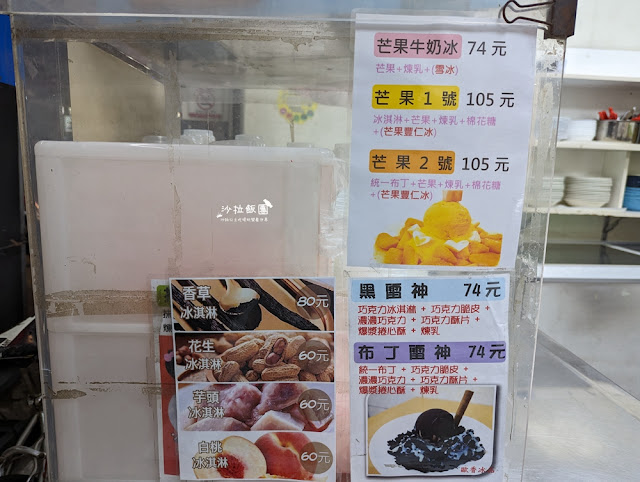 芒果牛奶冰 74元
芒果+煉乳+(雪冰)
芒果1號 105元
冰淇淋+芒果+煉乳+棉花糖
+(芒果豐仁冰)
芒果2號 105元
統一布丁+芒果+煉乳+棉花糖
+(芒果豐仁冰)
沙拉飯團
香草
冰淇淋
80元
花生
冰淇淋
60元
芋頭
冰淇淋
60元
白桃
冰淇淋
60元
黑雷神 74元
巧克力冰淇淋 + 巧克力脆皮 +
濃濃巧克力 + 巧克力酥片 +
爆漿捲心酥 + 煉乳
布丁雷神 74元
統一布丁 + 巧克力脆皮 +
濃濃巧克力 + 巧克力酥片 +
爆漿捲心酥 + 煉乳